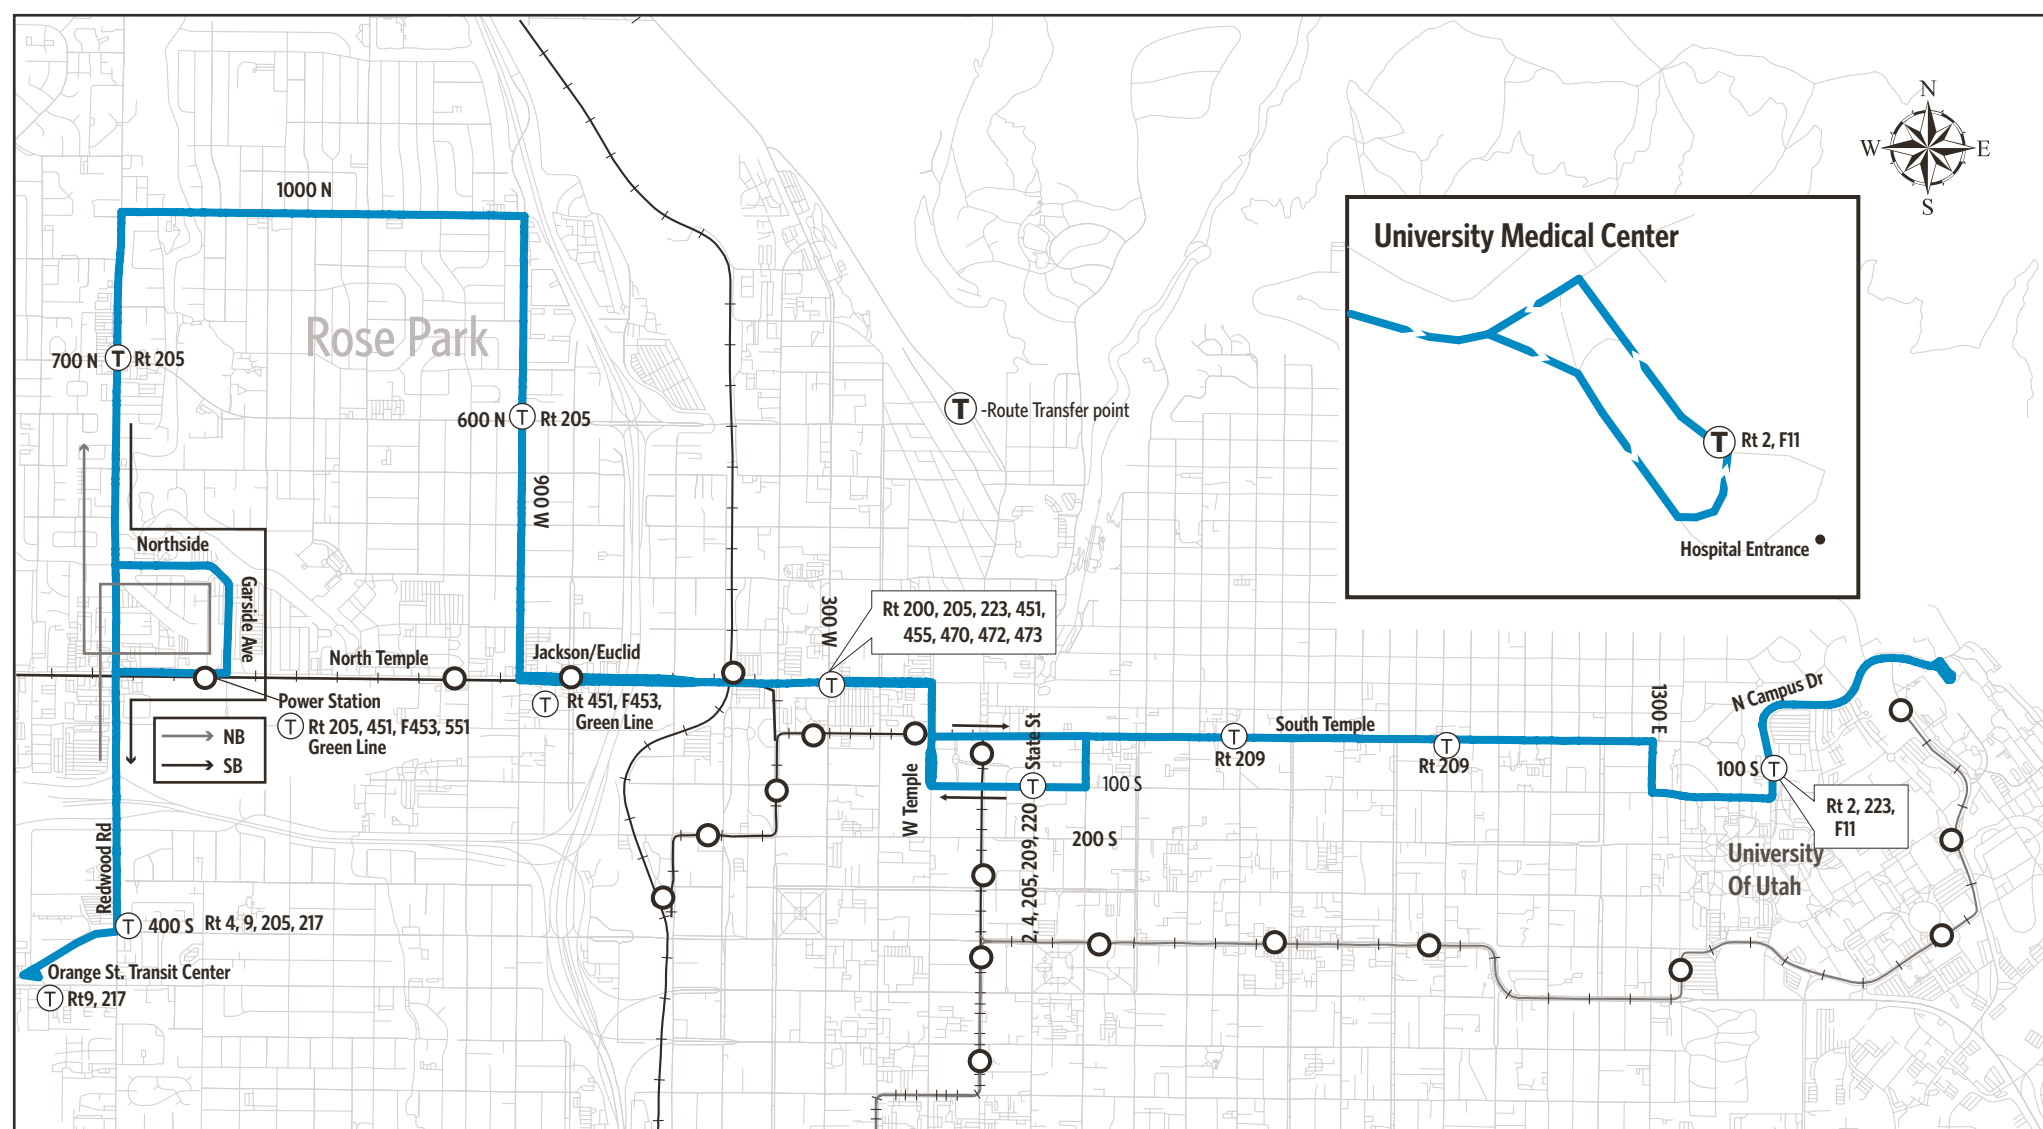 N
W
E
S
1000 N
University Medical Center
Rose Park
700 N
T
Rt 205
600 N
T
Rt 205
T
-Route Transfer point
T
Rt 2, F11
900 W
Hospital Entrance
Northside
Garside Ave
300 W
Rt 200, 205, 223, 451,
455, 470, 472, 473
North Temple
Jackson/Euclid
T
Power Station
T
Rt 205, 451, F453, 551
Green Line
T
Rt 451, F453,
Green Line
NB
SB
State St
T
Rt 209
South Temple
T
Rt 209
1300 E
N Campus Dr
100 S
T
W Temple
T
100 S
2, 4, 205, 209, 220
200 S
Rt 2, 223,
F11
University
Of Utah
Redwood Rd
T
400 S
Rt 4, 9, 205, 217
Orange St. Transit Center
T
Rt9, 217